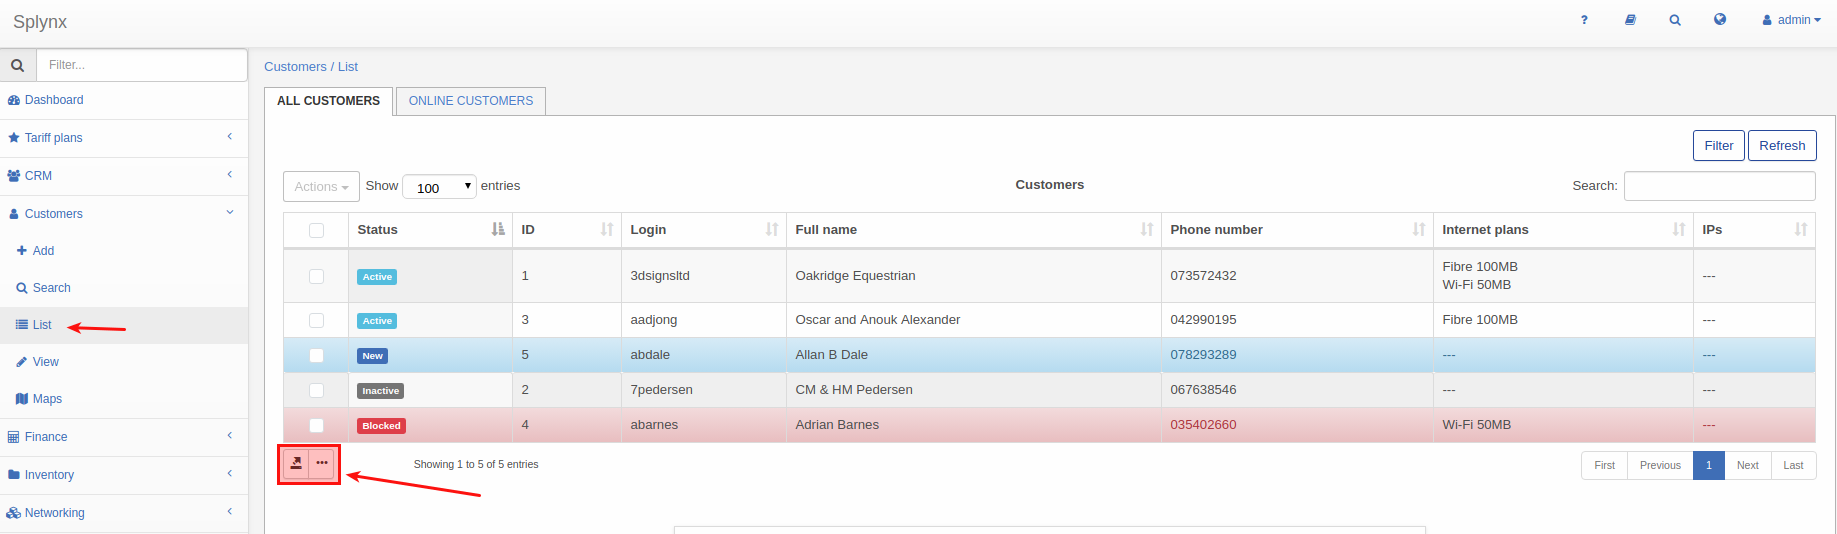 Splynx
? admin
Filter...
Dashboard
Tariff plans
CRM
Customers
Add
Search
List
View
Maps
Finance
Inventory
Networking
Customers / List
ALL CUSTOMERS ONLINE CUSTOMERS
Filter Refresh
Actions Show 100 entries Customers Search:
Status ID Login Full name Phone number Internet plans IPs
Active 1 3dsignsltd Oakridge Equestrian 073572432 Fibre 100MB ---
Wi-Fi 50MB
Active 3 aadjong Oscar and Anouk Alexander 042990195 Fibre 100MB ---
New 5 abdale Allan B Dale 078293289 --- ---
Inactive 2 7pedersen CM & HM Pedersen 067638546 --- ---
Blocked 4 abarnes Adrian Barnes 035402660 Wi-Fi 50MB ---
Showing 1 to 5 of 5 entries First Previous 1 Next Last